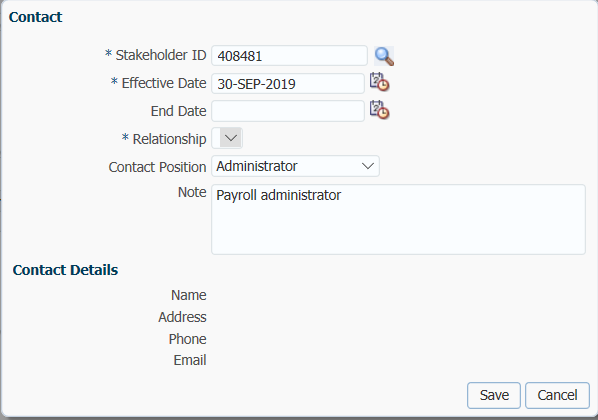 Contact
* Stakeholder ID 408481
* Effective Date 30-SEP-2019
End Date
* Relationship
Contact Position Administrator
Note Payroll administrator
Contact Details
Name
Address
Phone
Email
Save Cancel